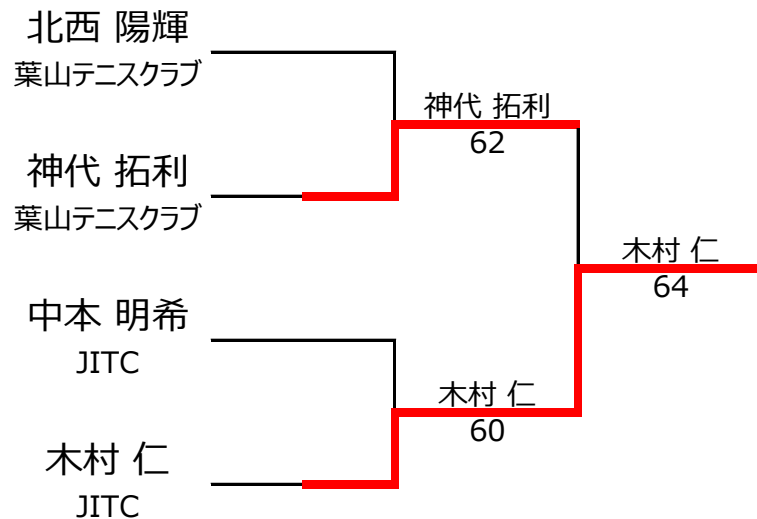 北西 陽輝
葉山テニスクラブ
神代 拓利
62
神代 拓利
葉山テニスクラブ
木村 仁
64
中本 明希
JITC
木村 仁
60
木村 仁
JITC